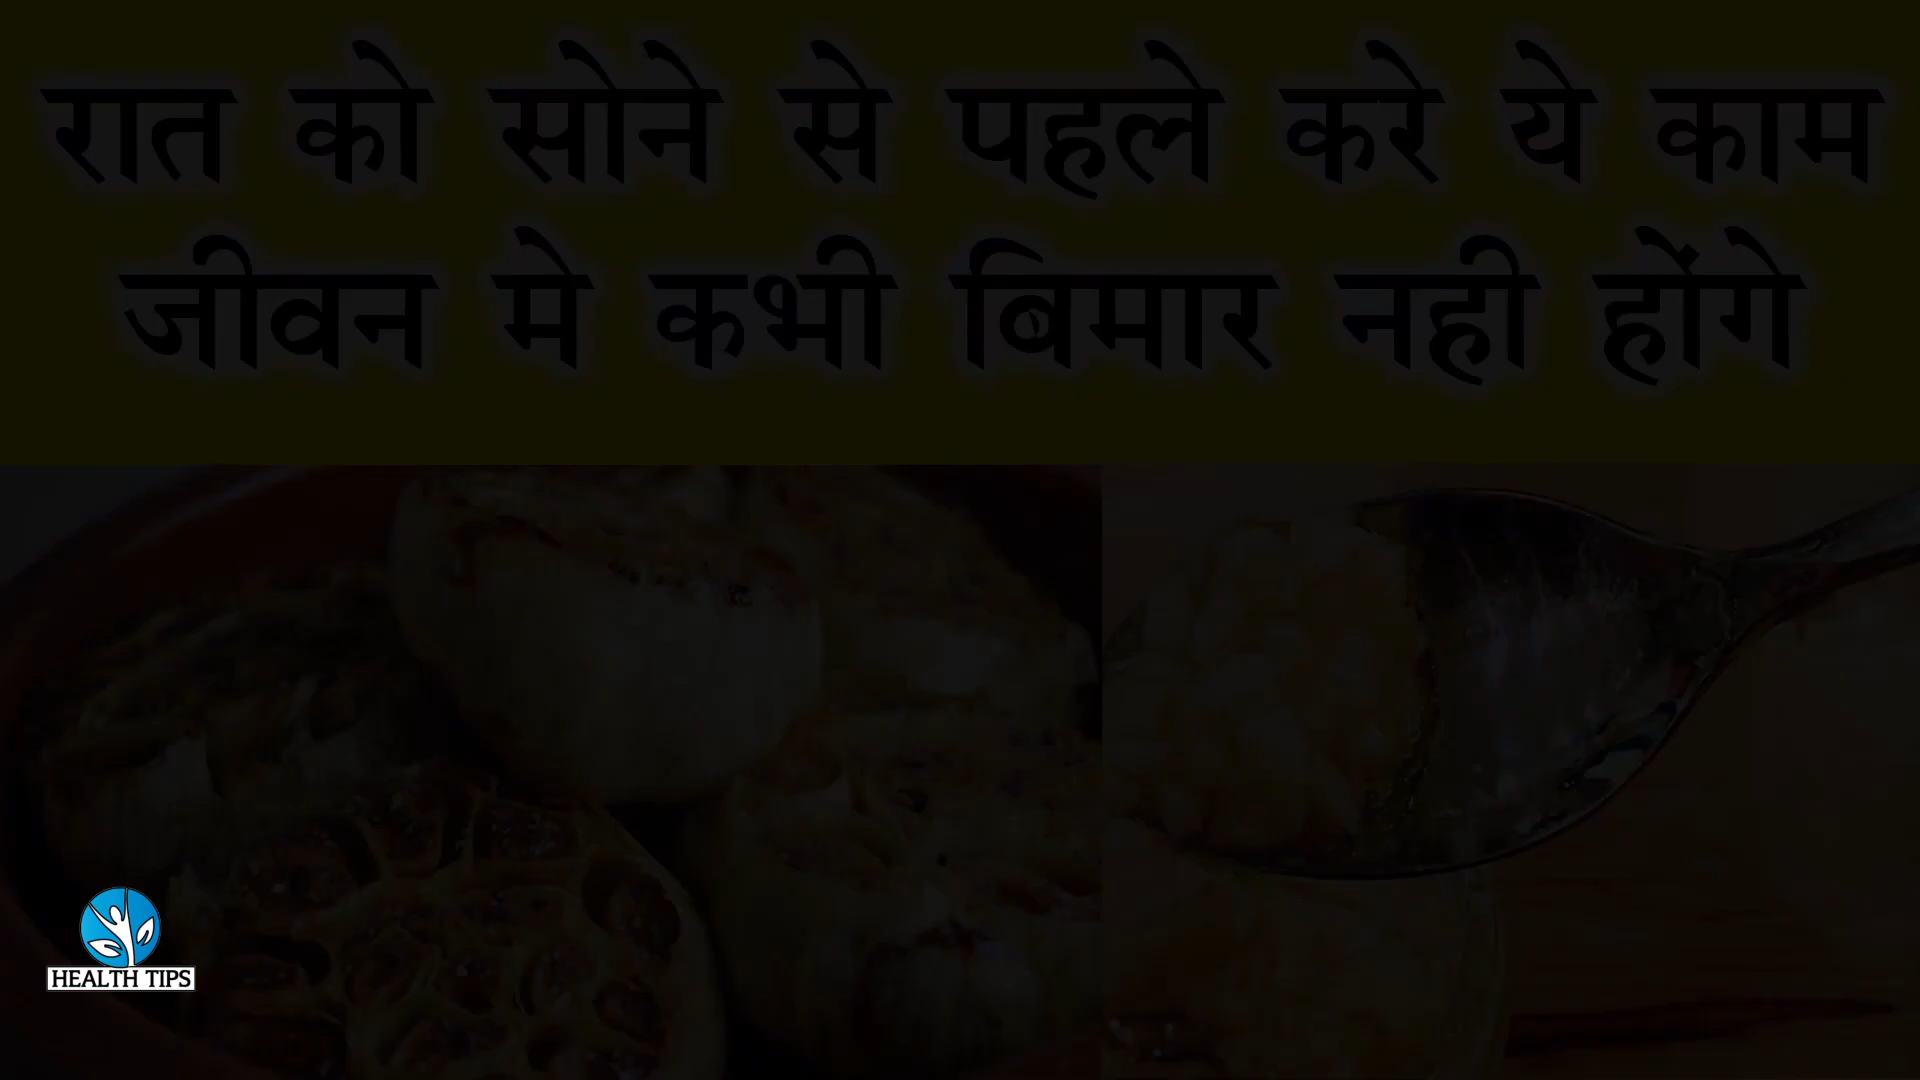 रात को सोने से पहले करे ये काम
जीवन मे कभी बिमार नही होंगे
HEALTH TIPS